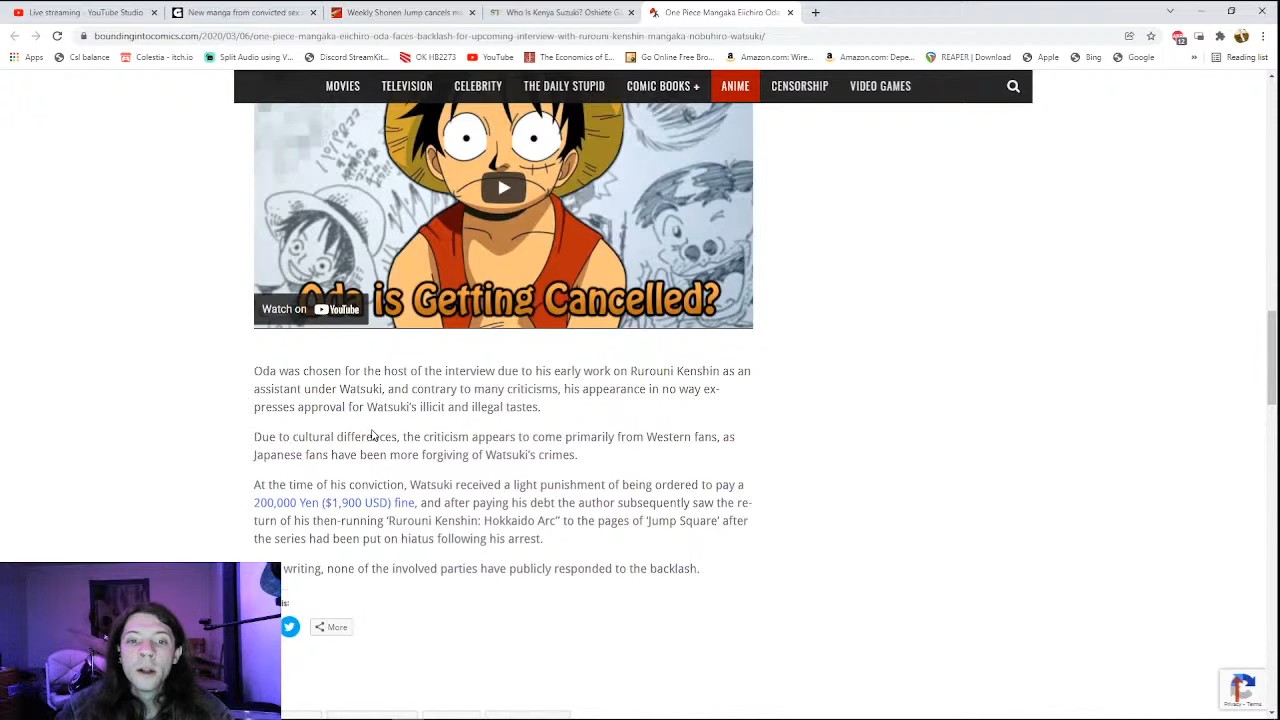 Live streaming - YouTube Studio
New manga from convicted sex
Weekly Shonen Jump cancels m
Who Is Kenya Suzuki? Oshiete G
One Piece Mangaka Eiichiro Oda
boundingintocomics.com/2020/03/06/one-piece-mangaka-eiichiro-oda-faces-backlash-for-upcoming-interview-with-rurouni-kenshin-mangaka-nobuhiro-watsuki/
12
Apps
Csl balance
Colestia - itch.io
Split Audio using V...
Discord StreamKit...
OK HB2273
YouTube
The Economics of E...
Go Online Free Bro...
Amazon.com: Wire...
Amazon.com: Depe...
REAPER | Download
Apple
Bing
Google
»
Reading list
MOVIES
TELEVISION
CELEBRITY
THE DAILY STUPID
COMIC BOOKS +
ANIME
CENSORSHIP
VIDEO GAMES
Oda is Getting Cancelled?
Watch on YouTube
Oda was chosen for the host of the interview due to his early work on Rurouni Kenshin as an
assistant under Watsuki, and contrary to many criticisms, his appearance in no way ex-
presses approval for Watsuki's illicit and illegal tastes.
Due to cultural differences, the criticism appears to come primarily from Western fans, as
Japanese fans have been more forgiving of Watsuki's crimes.
At the time of his conviction, Watsuki received a light punishment of being ordered to pay a
200,000 Yen ($1,900 USD) fine, and after paying his debt the author subsequently saw the re-
turn of his then-running 'Rurouni Kenshin: Hokkaido Arc" to the pages of 'Jump Square' after
the series had been put on hiatus following his arrest.
writing, none of the involved parties have publicly responded to the backlash.
is:
More
Privacy - Terms